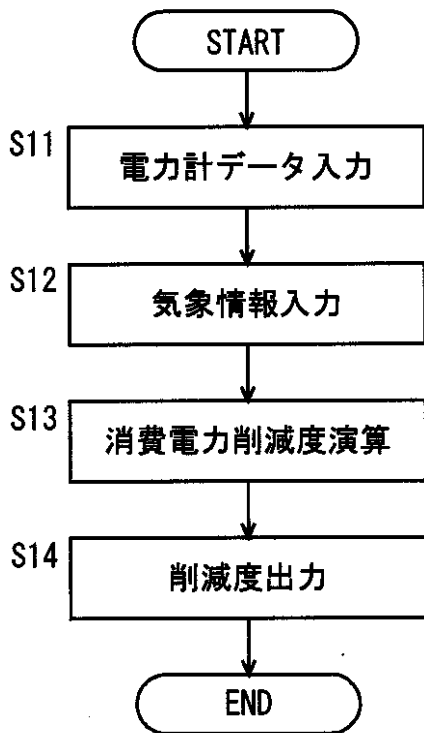 START
S11
電力計データ入力
S12
気象情報入力
S13
消費電力削減度演算
S14
削減度出力
END